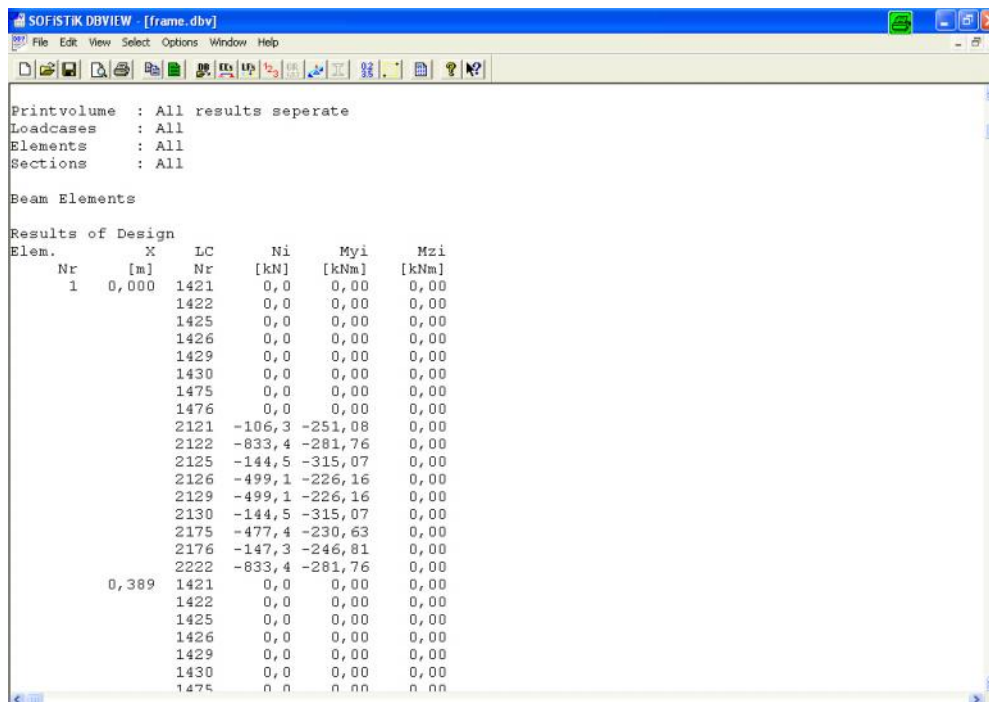 SOFiSTiK DBVIEW - [frame.dbv]
File Edit View Select Options Window Help
Printvolume : All results seperate
Loadcases : All
Elements : All
Sections : All
Beam Elements
Results of Design
Elem. X LC Ni Myi Mzi
Nr [m] Nr [kN] [kNm] [kNm]
1 0,000 1421 0,0 0,00 0,00
1422 0,0 0,00 0,00
1425 0,0 0,00 0,00
1426 0,0 0,00 0,00
1429 0,0 0,00 0,00
1430 0,0 0,00 0,00
1475 0,0 0,00 0,00
1476 0,0 0,00 0,00
2121 -106,3 -251,08 0,00
2122 -833,4 -281,76 0,00
2125 -144,5 -315,07 0,00
2126 -499,1 -226,16 0,00
2129 -499,1 -226,16 0,00
2130 -144,5 -315,07 0,00
2175 -477,4 -230,63 0,00
2176 -147,3 -246,81 0,00
2222 -833,4 -281,76 0,00
0,389 1421 0,0 0,00 0,00
1422 0,0 0,00 0,00
1425 0,0 0,00 0,00
1426 0,0 0,00 0,00
1429 0,0 0,00 0,00
1430 0,0 0,00 0,00
1475 0,0 0,00 0,00